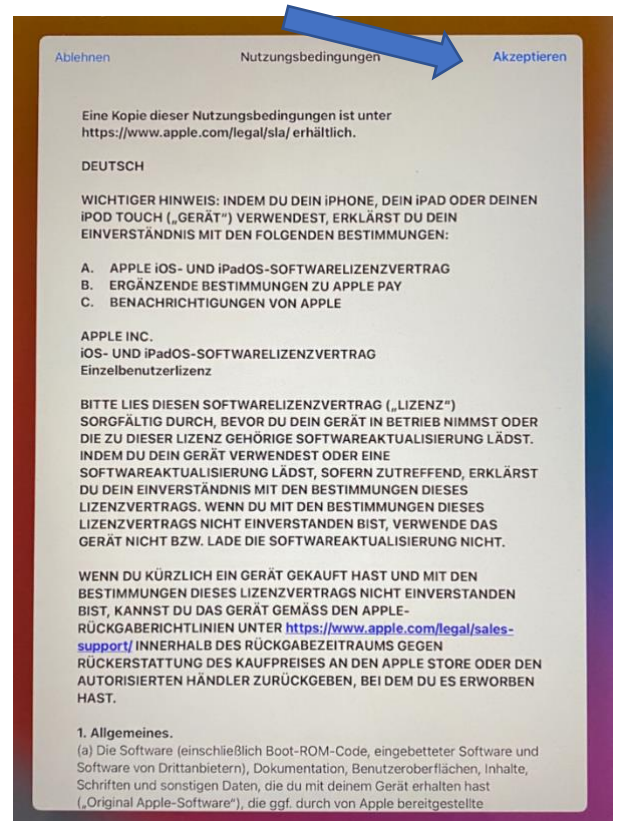 Ablehnen Nutzungsbedingungen Akzeptieren
Eine Kopie dieser Nutzungsbedingungen ist unter
https://www.apple.com/legal/sla/ erhältlich.
DEUTSCH
WICHTIGER HINWEIS: INDEM DU DEIN iPHONE, DEIN iPAD ODER DEINEN
iPOD TOUCH („GERÄT“) VERWENDEST, ERKLÄRST DU DEIN
EINVERSTÄNDNIS MIT DEN FOLGENDEN BESTIMMUNGEN:
A. APPLE iOS- UND iPadOS-SOFTWARELIZENZVERTRAG
B. ERGÄNZENDE BESTIMMUNGEN ZU APPLE PAY
C. BENACHRICHTIGUNGEN VON APPLE
APPLE INC.
iOS- UND iPadOS-SOFTWARELIZENZVERTRAG
Einzelbenutzerlizenz
BITTE LIES DIESEN SOFTWARELIZENZVERTRAG („LIZENZ“)
SORGFÄLTIG DURCH, BEVOR DU DEIN GERÄT IN BETRIEB NIMMST ODER
DIE ZU DIESER LIZENZ GEHÖRIGE SOFTWAREAKTUALISIERUNG LÄDST.
INDEM DU DEIN GERÄT VERWENDEST ODER EINE
SOFTWAREAKTUALISIERUNG LÄDST, SOFERN ZUTREFFEND, ERKLÄRST
DU DEIN EINVERSTÄNDNIS MIT DEN BESTIMMUNGEN DIESES
LIZENZVERTRAGS. WENN DU MIT DEN BESTIMMUNGEN DIESES
LIZENZVERTRAGS NICHT EINVERSTANDEN BIST, VERWENDE DAS
GERÄT NICHT BZW. LADE DIE SOFTWAREAKTUALISIERUNG NICHT.
WENN DU KÜRZLICH EIN GERÄT GEKAUFT HAST UND MIT DEN
BESTIMMUNGEN DIESES LIZENZVERTRAGS NICHT EINVERSTANDEN
BIST, KANNST DU DAS GERÄT GEMÄSS DEN APPLE-
RÜCKGABERICHTLINIEN UNTER https://www.apple.com/legal/sales-
support/ INNERHALB DES RÜCKGABEZEITRAUMS GEGEN
RÜCKERSTATTUNG DES KAUFPREISES AN DEN APPLE STORE ODER DEN
AUTORISIERTEN HÄNDLER ZURÜCKGEBEN, BEI DEM DU ES ERWORBEN
HAST.
1. Allgemeines.
(a) Die Software (einschließlich Boot-ROM-Code, eingebetteter Software und
Software von Drittanbietern), Dokumentation, Benutzeroberflächen, Inhalte,
Schriften und sonstigen Daten, die du mit deinem Gerät erhalten hast
(„Original Apple-Software“), die ggf. durch von Apple bereitgestellte